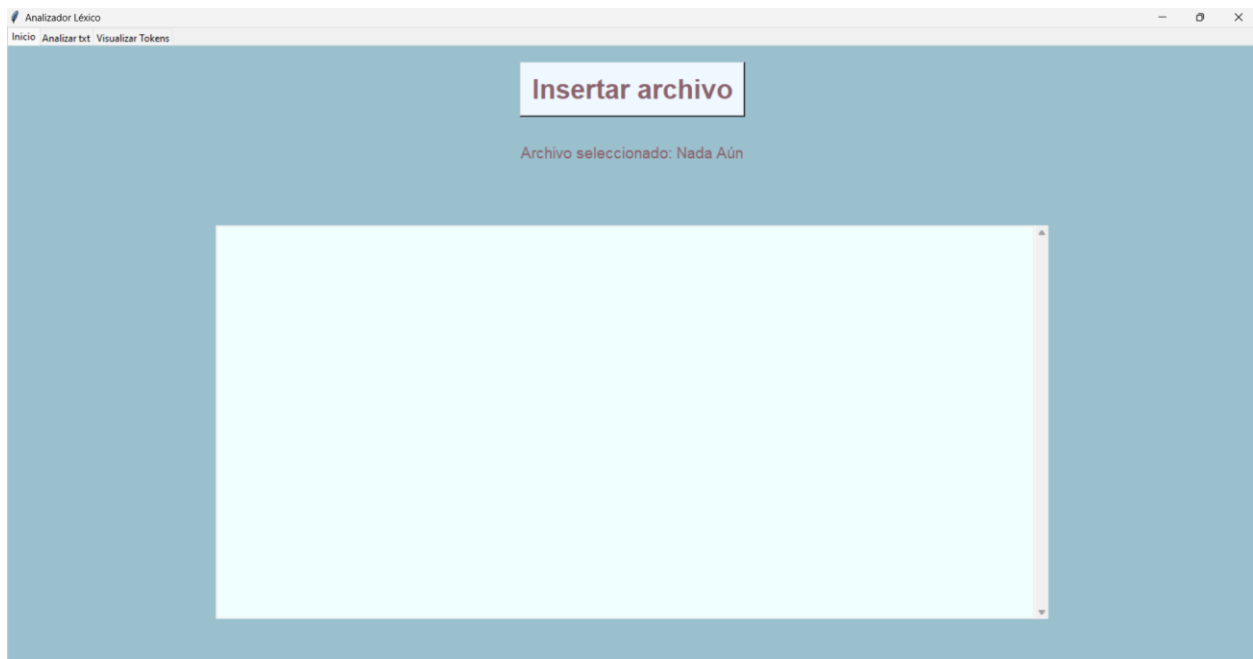 Analizador Léxico
Inicio Analizar txt Visualizar Tokens
Insertar archivo
Archivo seleccionado: Nada Aún